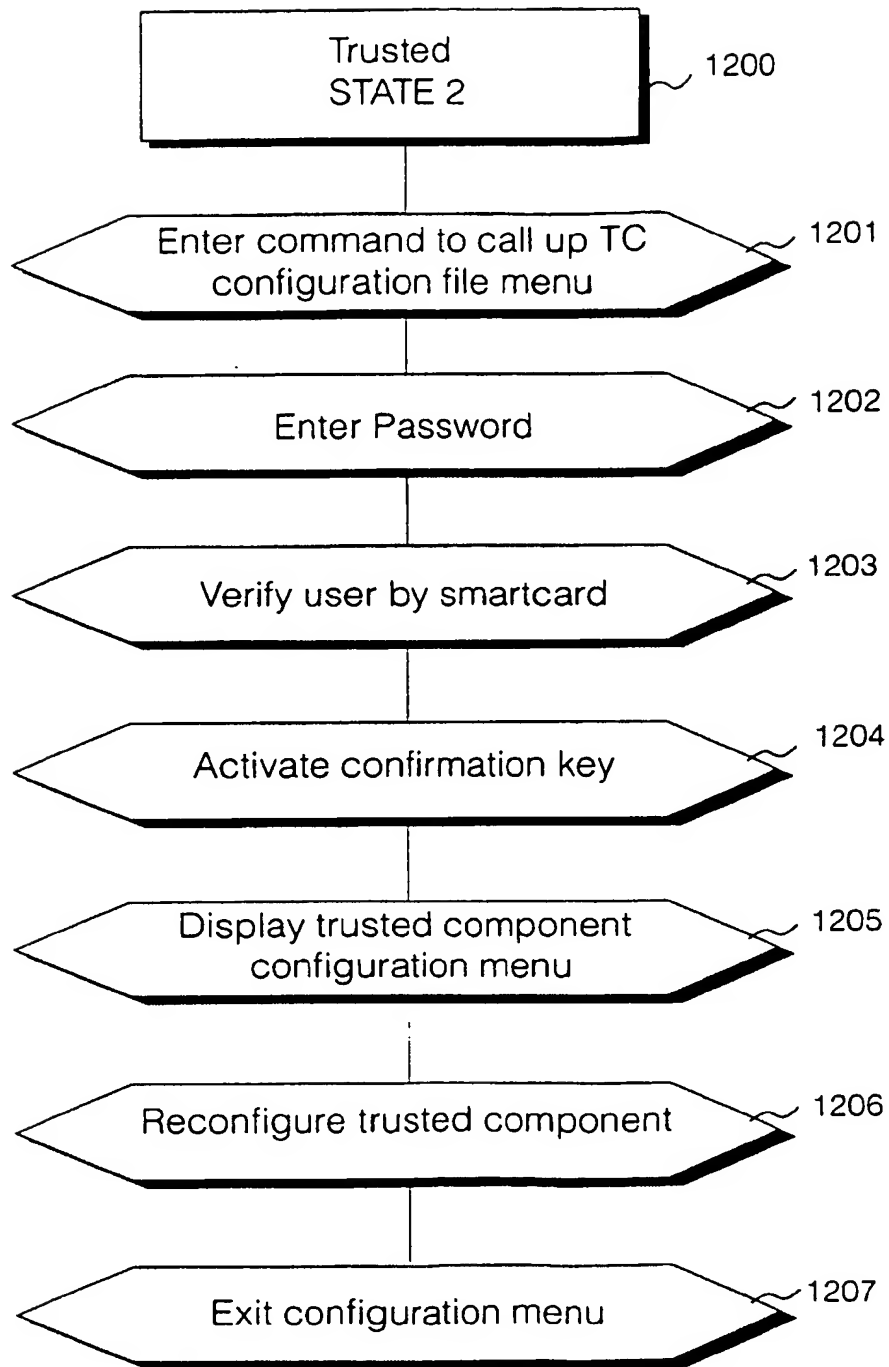 Trusted
STATE 2
1200
Enter command to call up TC
configuration file menu
1201
Enter Password
1202
Verify user by smartcard
1203
Activate confirmation key
1204
Display trusted component
configuration menu
1205
Reconfigure trusted component
1206
Exit configuration menu
1207